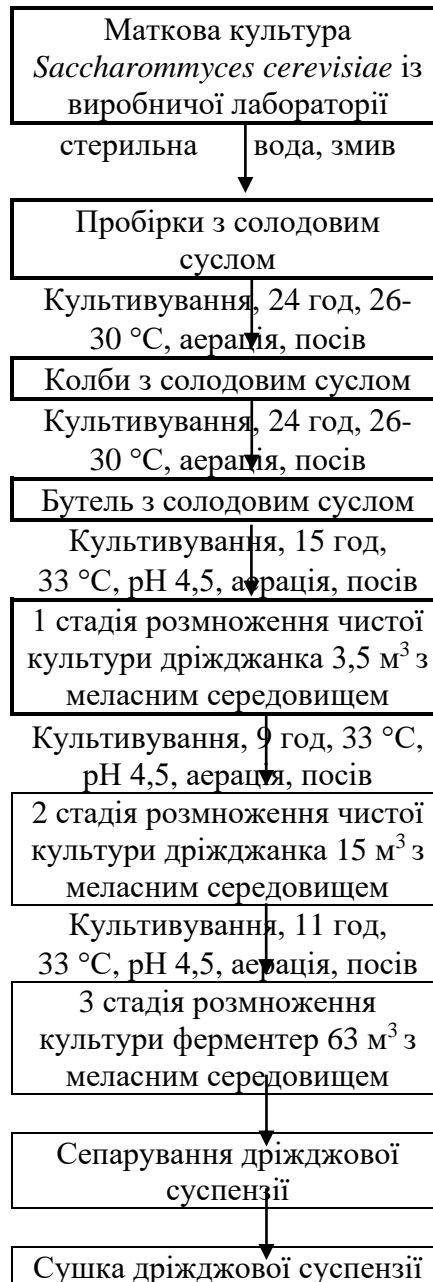 Маткова культура
Saccharommyces cerevisiae із
виробничої лабораторії
стерильна вода, змив
Пробірки з солодовим
суслом
Культивування, 24 год, 26-
30 °С, аерація, посів
Колби з солодовим суслом
Культивування, 24 год, 26-
30 °С, аерація, посів
Бутель з солодовим суслом
Культивування, 15 год,
33 °С, рН 4,5, аерація, посів
1 стадія розмноження чистої
культури дріжджанка 3,5 м³ з
меласним середовищем
Культивування, 9 год, 33 °С,
рН 4,5, аерація, посів
2 стадія розмноження чистої
культури дріжджанка 15 м³ з
меласним середовищем
Культивування, 11 год,
33 °С, рН 4,5, аерація, посів
3 стадія розмноження
культури ферментер 63 м³ з
меласним середовищем
Сепарування дріжджової
суспензії
Сушка дріжджової суспензії